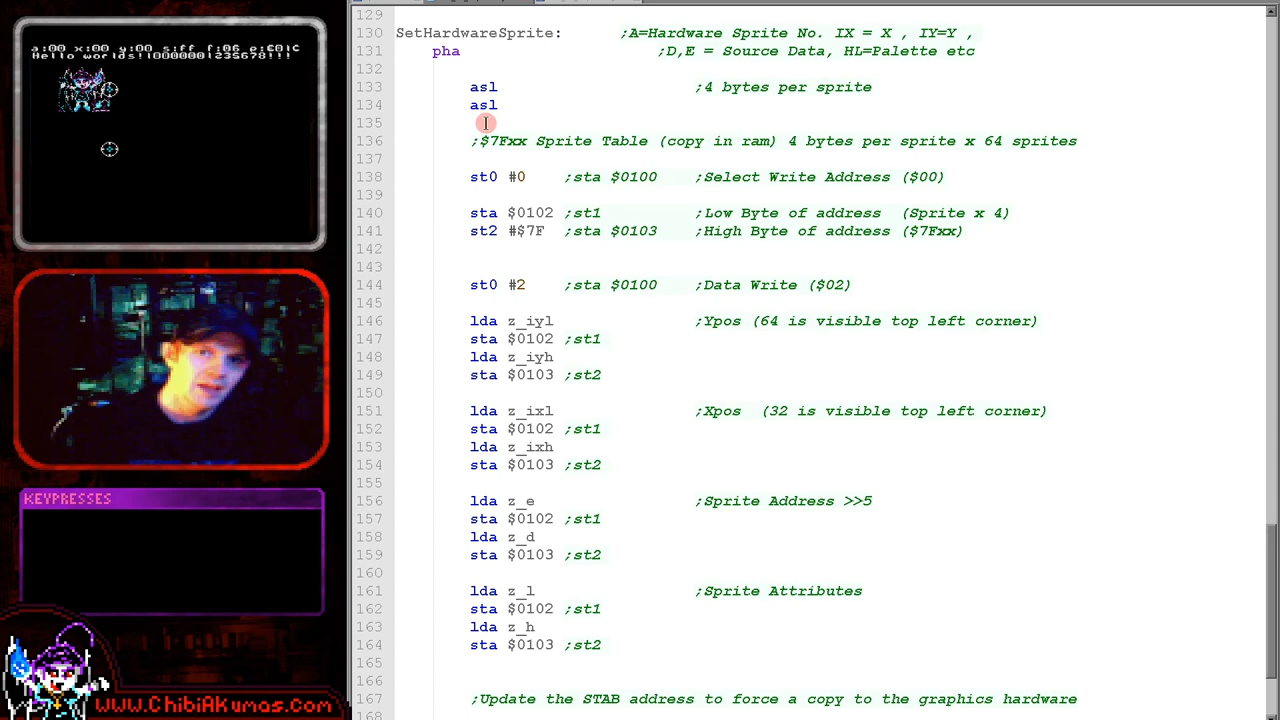 a:00 x:00 y:00 s:ff f:06 p:E01C
Hello worlds!10000001235678!!!
KEYPRESSES
www.ChibiAkumas.com
129
130 SetHardwareSprite: ;A=Hardware Sprite No. IX = X , IY=Y ,
131 pha ;D,E = Source Data, HL=Palette etc
132
133 asl ;4 bytes per sprite
134 asl
135
136 ;$7Fxx Sprite Table (copy in ram) 4 bytes per sprite x 64 sprites
137
138 st0 #0 ;sta $0100 ;Select Write Address ($00)
139
140 sta $0102 ;st1 ;Low Byte of address (Sprite x 4)
141 st2 #$7F ;sta $0103 ;High Byte of address ($7Fxx)
142
143
144 st0 #2 ;sta $0100 ;Data Write ($02)
145
146 lda z_iyl ;Ypos (64 is visible top left corner)
147 sta $0102 ;st1
148 lda z_iyh
149 sta $0103 ;st2
150
151 lda z_ixl ;Xpos (32 is visible top left corner)
152 sta $0102 ;st1
153 lda z_ixh
154 sta $0103 ;st2
155
156 lda z_e ;Sprite Address >>5
157 sta $0102 ;st1
158 lda z_d
159 sta $0103 ;st2
160
161 lda z_l ;Sprite Attributes
162 sta $0102 ;st1
163 lda z_h
164 sta $0103 ;st2
165
166
167 ;Update the STAB address to force a copy to the graphics hardware
168